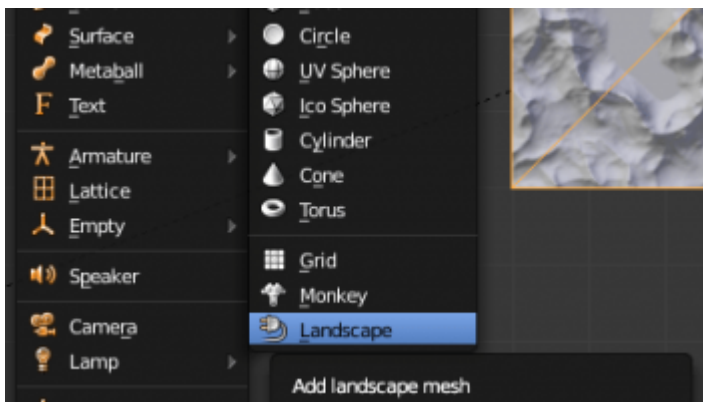 Surface
Metaball
Text
Armature
Lattice
Empty
Speaker
Camera
Lamp
Circle
UV Sphere
Ico Sphere
Cylinder
Cone
Torus
Grid
Monkey
Landscape
Add landscape mesh